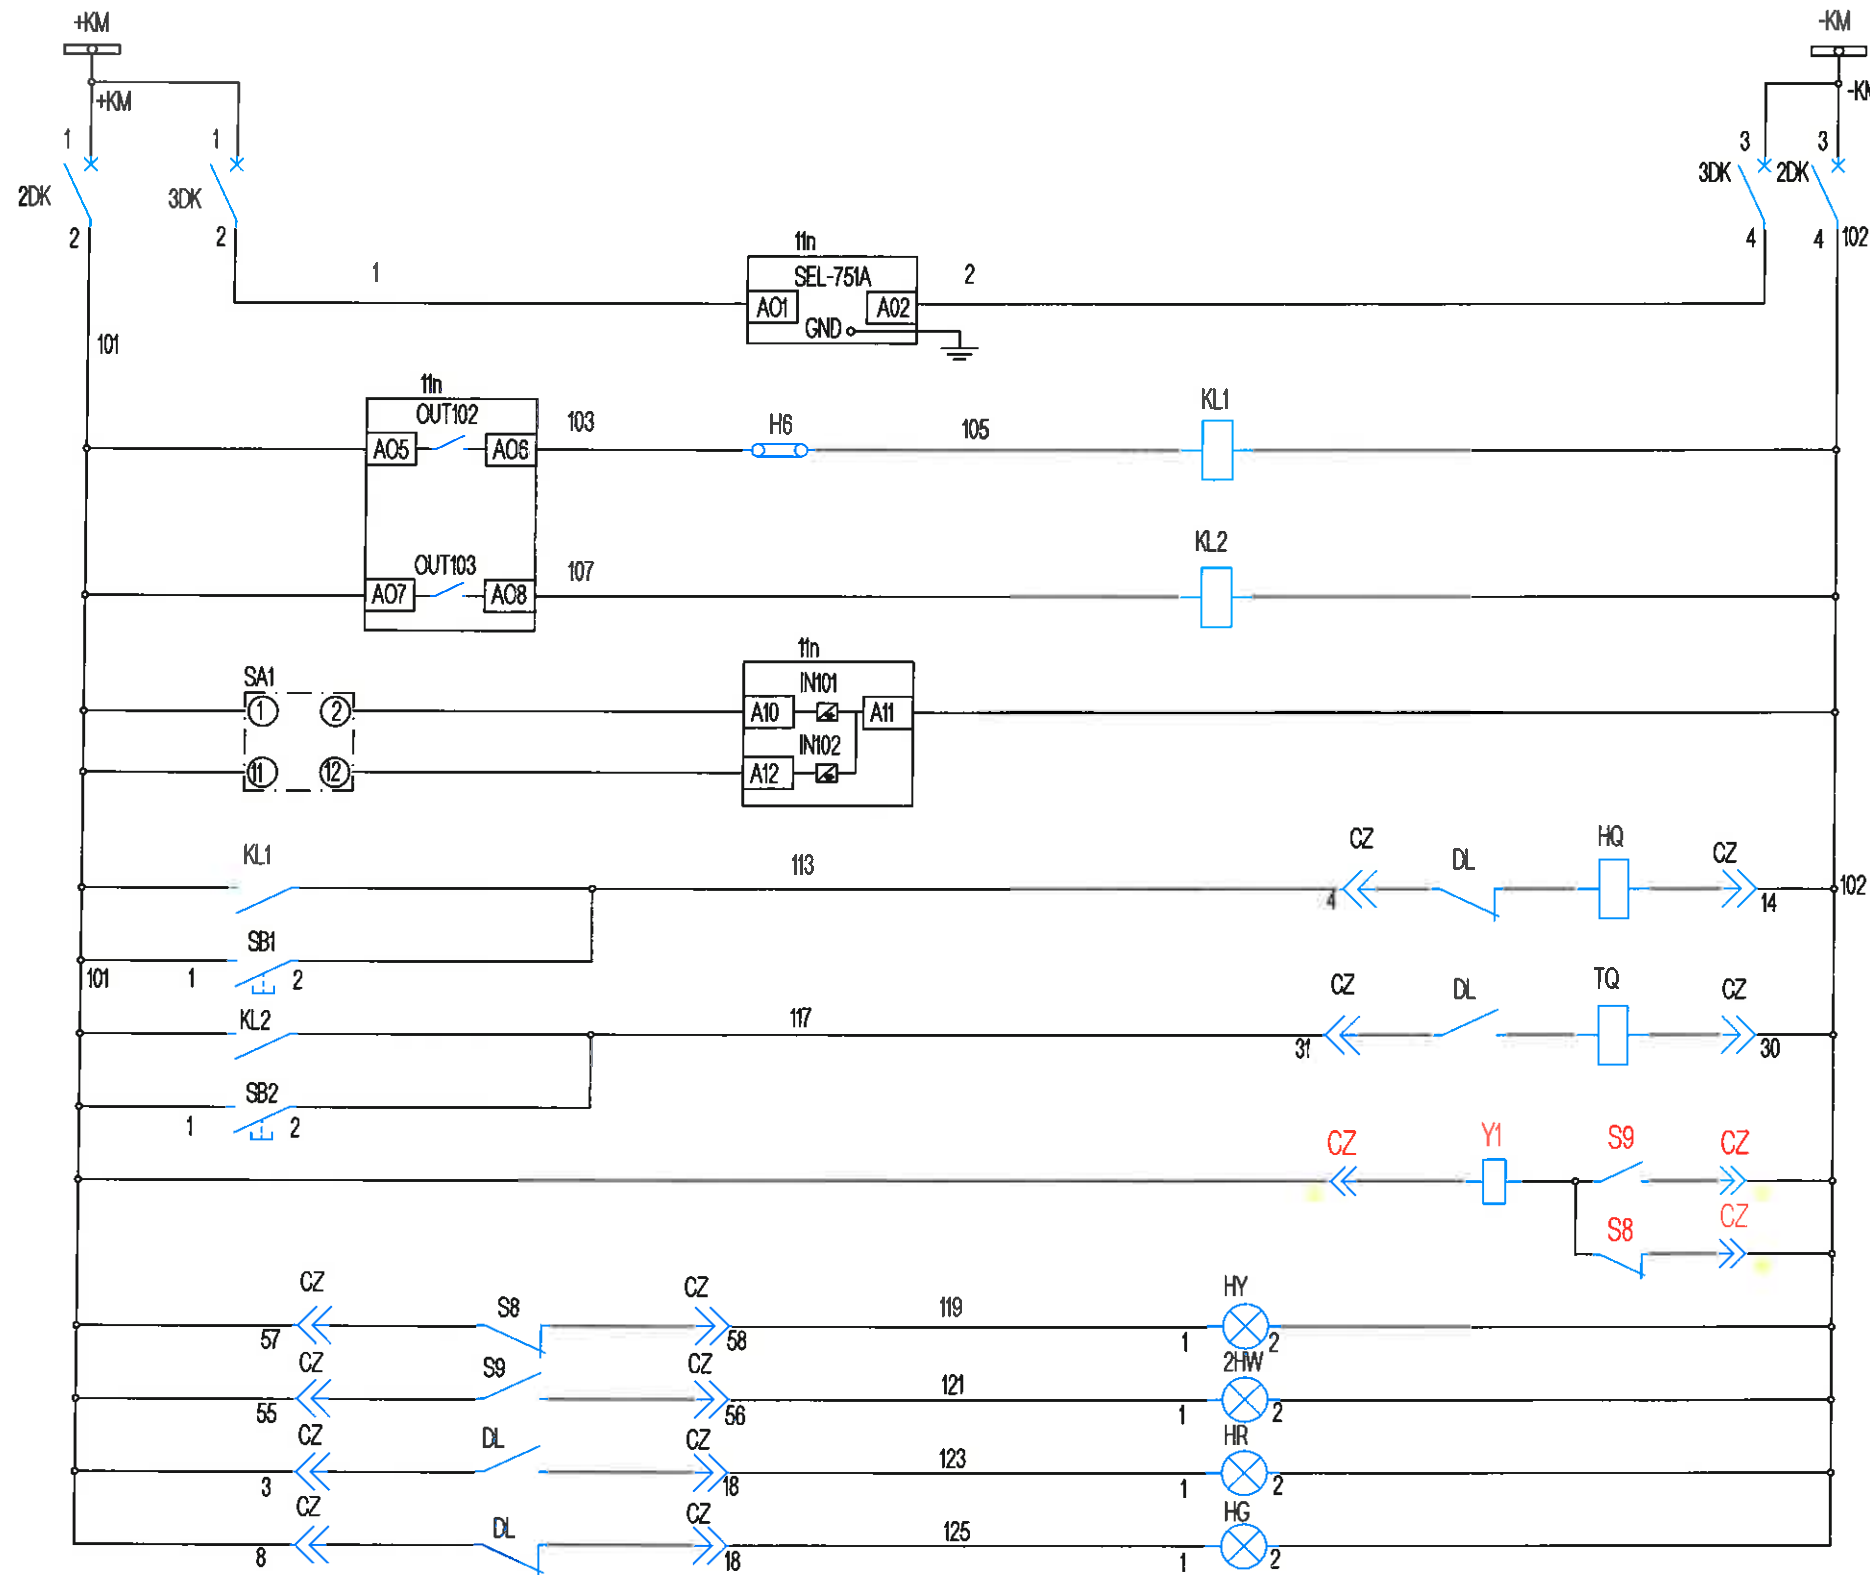 +KM -KM
+KM -KM
1 1 3 3
2DK 3DK 3DK 2DK
2 2 4 4 102
11n
1 SEL-751A 2
A01 A02
GND
101
11n
OUT102 103 H6 105 KL1
A05 A06
OUT103 107 KL2
A07 A08
11n
SA1 IN101
1 2 A10 A11
IN102
11 12 A12
KL1 113 CZ DL HQ CZ
4 14 102
SB1
101 1 2
KL2 117 CZ DL TQ CZ
31 30
SB2
1 2
CZ Y1 S9 CZ
S8 CZ
CZ S8 CZ 119 HY
57 58 1 2
CZ S9 CZ 121 2HW
55 56 1 2
CZ DL CZ 123 HR
3 18 1 2
CZ DL CZ 125 HG
8 18 1 2